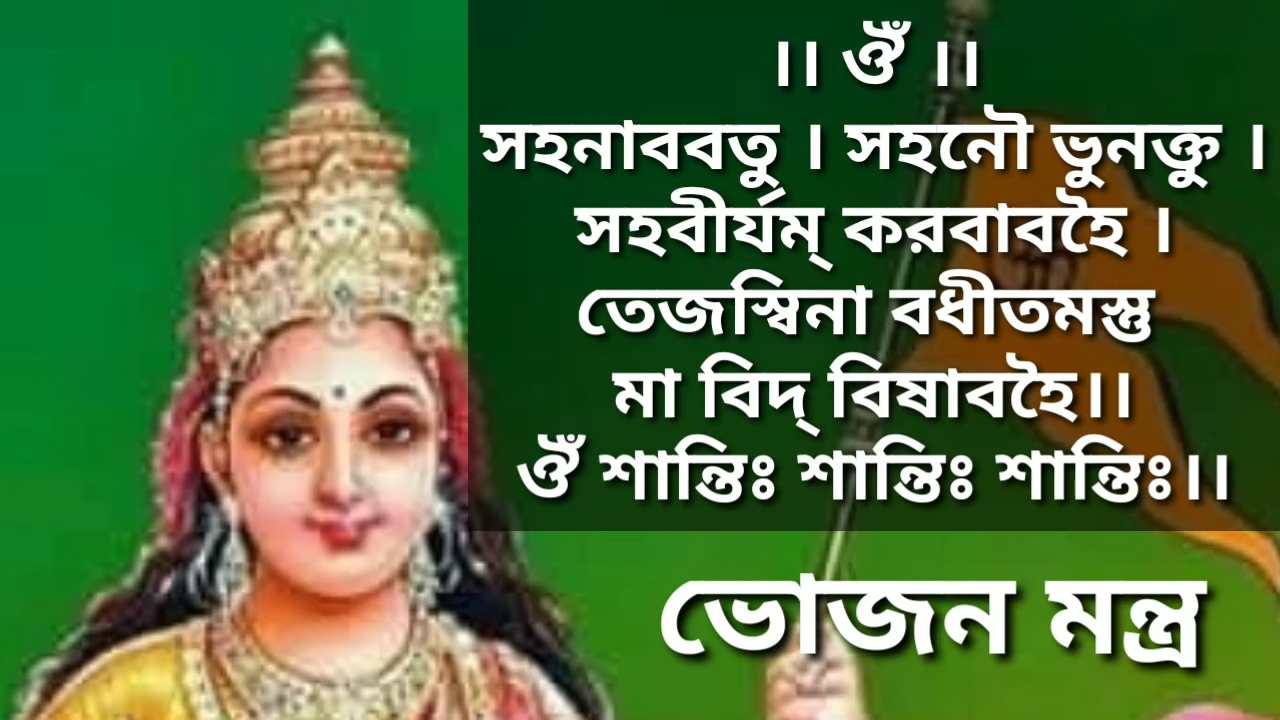 ।। ওঁ ।।
সহনাববতু । সহনৌ ভুনক্তু ।
সহবীর্যম্ করবাবহৈ ।
তেজস্বিনা বধীতমস্তু
মা বিদ্ বিষাবহৈ।।
ওঁ শান্তিঃ শান্তিঃ শান্তিঃ।।
ভোজন মন্ত্র